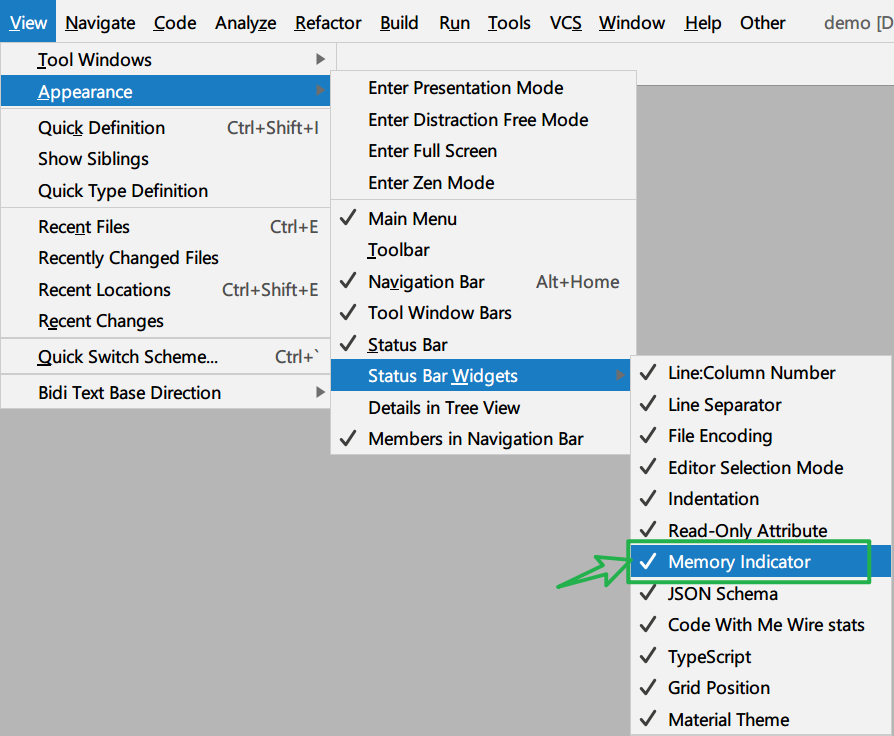 View Navigate Code Analyze Refactor Build Run Tools VCS Window Help Other demo [D
Tool Windows
Appearance
Quick Definition Ctrl+Shift+I
Show Siblings
Quick Type Definition
Recent Files Ctrl+E
Recently Changed Files
Recent Locations Ctrl+Shift+E
Recent Changes
Quick Switch Scheme... Ctrl+`
Bidi Text Base Direction
Enter Presentation Mode
Enter Distraction Free Mode
Enter Full Screen
Enter Zen Mode
Main Menu
Toolbar
Navigation Bar Alt+Home
Tool Window Bars
Status Bar
Status Bar Widgets
Details in Tree View
Members in Navigation Bar
Line:Column Number
Line Separator
File Encoding
Editor Selection Mode
Indentation
Read-Only Attribute
Memory Indicator
JSON Schema
Code With Me Wire stats
TypeScript
Grid Position
Material Theme